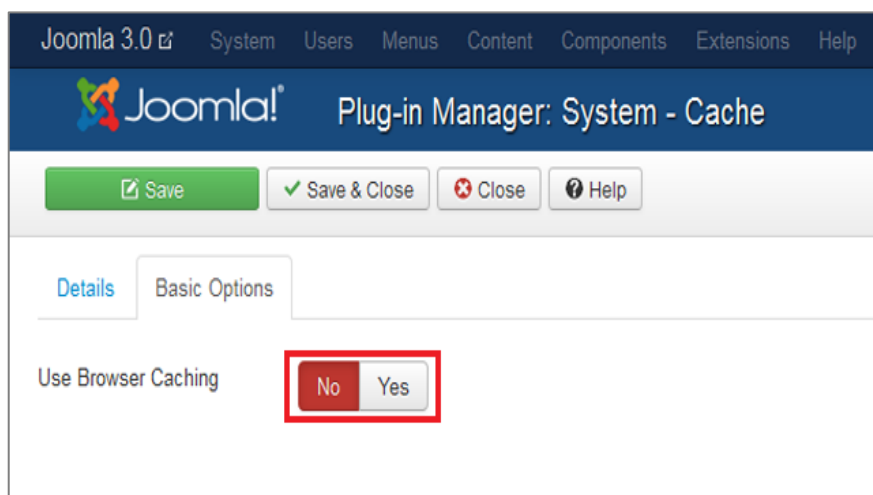 Joomla 3.0 System Users Menus Content Components Extensions Help
Joomla!® Plug-in Manager: System - Cache
Save Save & Close Close Help
Details Basic Options
Use Browser Caching No Yes